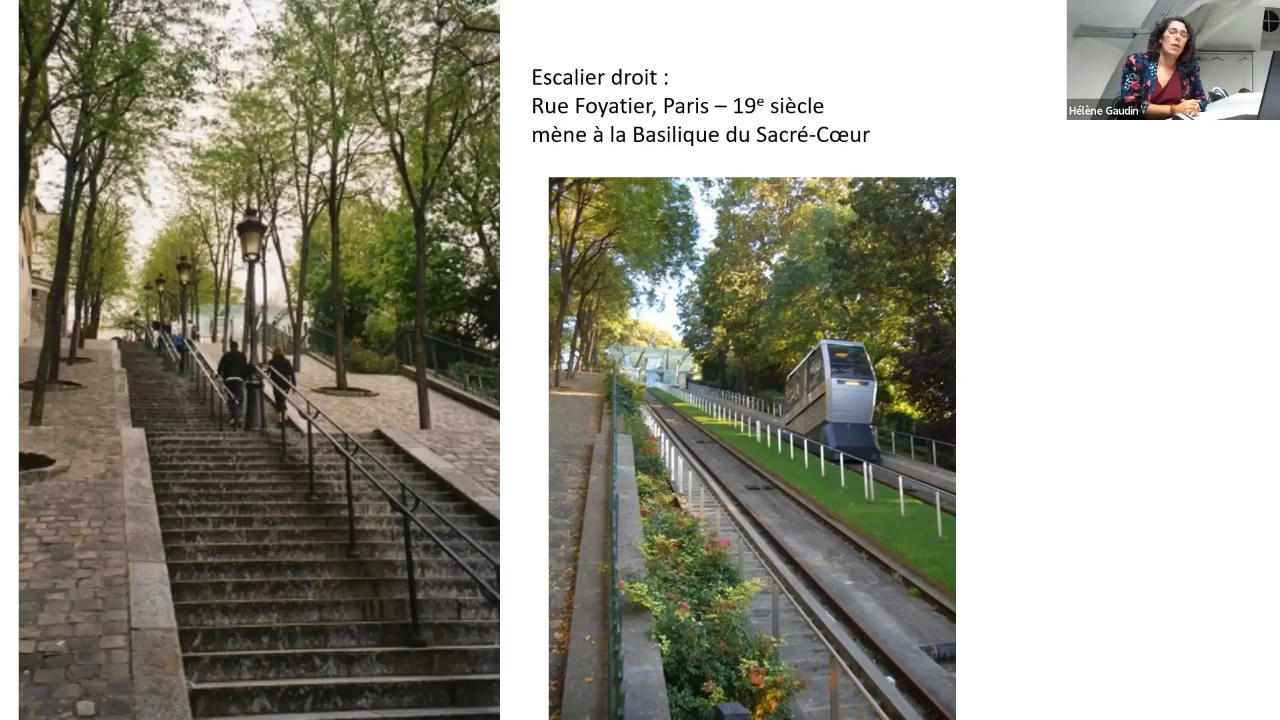 Escalier droit :
Rue Foyatier, Paris – 19ᵉ siècle
mène à la Basilique du Sacré-Cœur
Hélène Gaudin